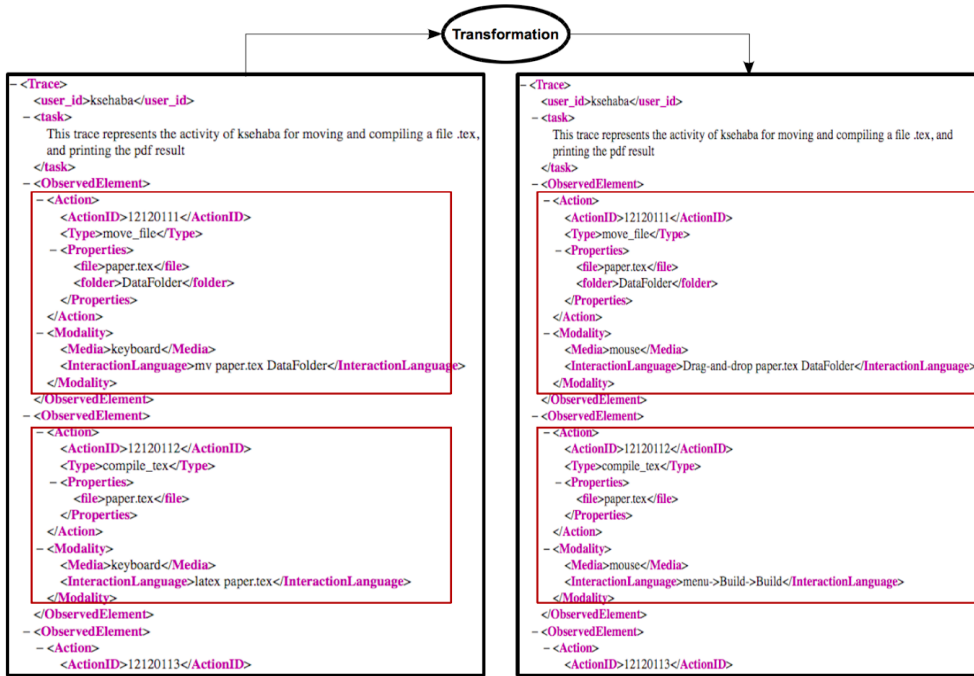 Transformation
– <Trace>
<user_id>ksehaba</user_id>
– <task>
This trace represents the activity of ksehaba for moving and compiling a file .tex,
and printing the pdf result
</task>
– <ObservedElement>
– <Action>
<ActionID>12120111</ActionID>
<Type>move_file</Type>
– <Properties>
<file>paper.tex</file>
<folder>DataFolder</folder>
</Properties>
</Action>
– <Modality>
<Media>keyboard</Media>
<InteractionLanguage>mv paper.tex DataFolder</InteractionLanguage>
</Modality>
</ObservedElement>
– <ObservedElement>
– <Action>
<ActionID>12120112</ActionID>
<Type>compile_tex</Type>
– <Properties>
<file>paper.tex</file>
</Properties>
</Action>
– <Modality>
<Media>keyboard</Media>
<InteractionLanguage>latex paper.tex</InteractionLanguage>
</Modality>
</ObservedElement>
– <ObservedElement>
– <Action>
<ActionID>12120113</ActionID>
– <Trace>
<user_id>ksehaba</user_id>
– <task>
This trace represents the activity of ksehaba for moving and compiling a file .tex, and
printing the pdf result
</task>
– <ObservedElement>
– <Action>
<ActionID>12120111</ActionID>
<Type>move_file</Type>
– <Properties>
<file>paper.tex</file>
<folder>DataFolder</folder>
</Properties>
</Action>
– <Modality>
<Media>mouse</Media>
<InteractionLanguage>Drag-and-drop paper.tex DataFolder</InteractionLanguage>
</Modality>
</ObservedElement>
– <ObservedElement>
– <Action>
<ActionID>12120112</ActionID>
<Type>compile_tex</Type>
– <Properties>
<file>paper.tex</file>
</Properties>
</Action>
– <Modality>
<Media>mouse</Media>
<InteractionLanguage>menu->Build->Build</InteractionLanguage>
</Modality>
</ObservedElement>
– <ObservedElement>
– <Action>
<ActionID>12120113</ActionID>